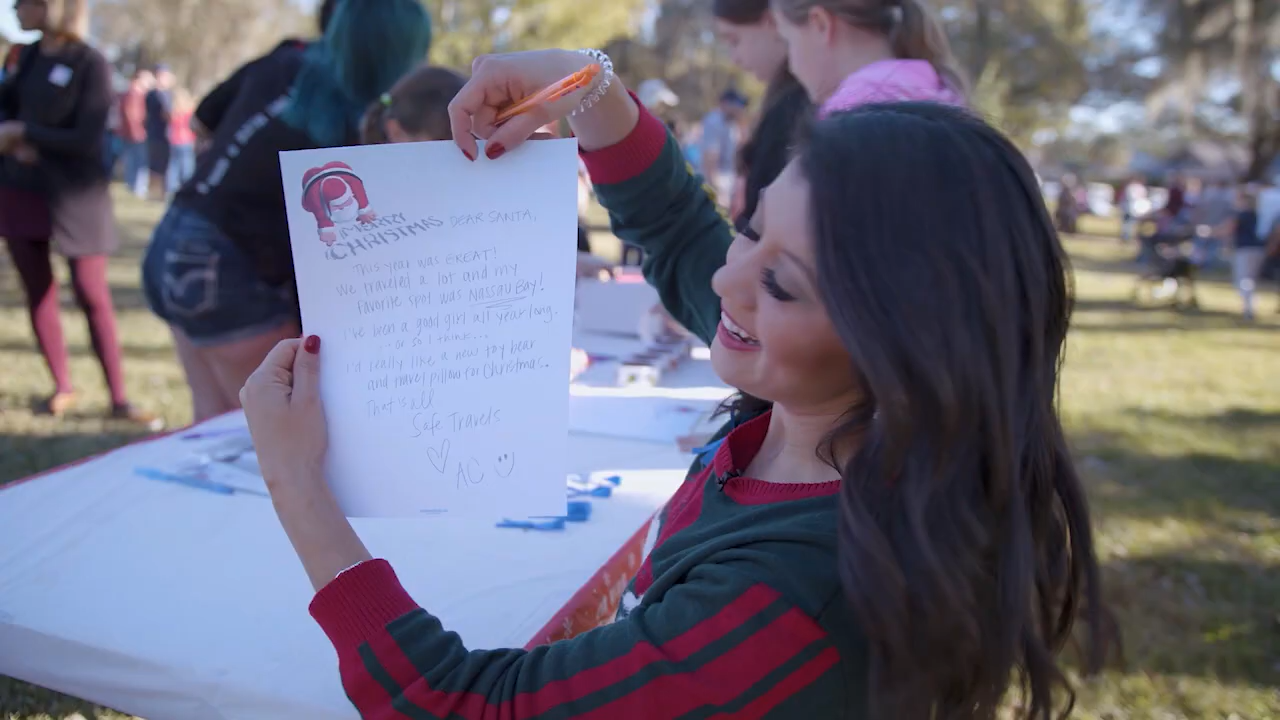 MERRY
CHRISTMAS DEAR SANTA,
This year was GREAT!
We traveled a lot and my
favorite spot was NASSAU BAY!
I've been a good girl all year long.
...or so I think...
I'd really like a new toy bear
and travel pillow for Christmas.
That is all.
Safe Travels
AC